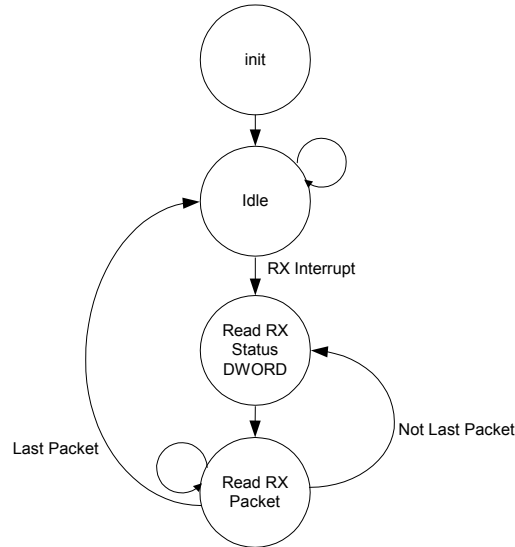 init
Idle
RX Interrupt
Read RX
Status
DWORD
Not Last Packet
Last Packet
Read RX
Packet